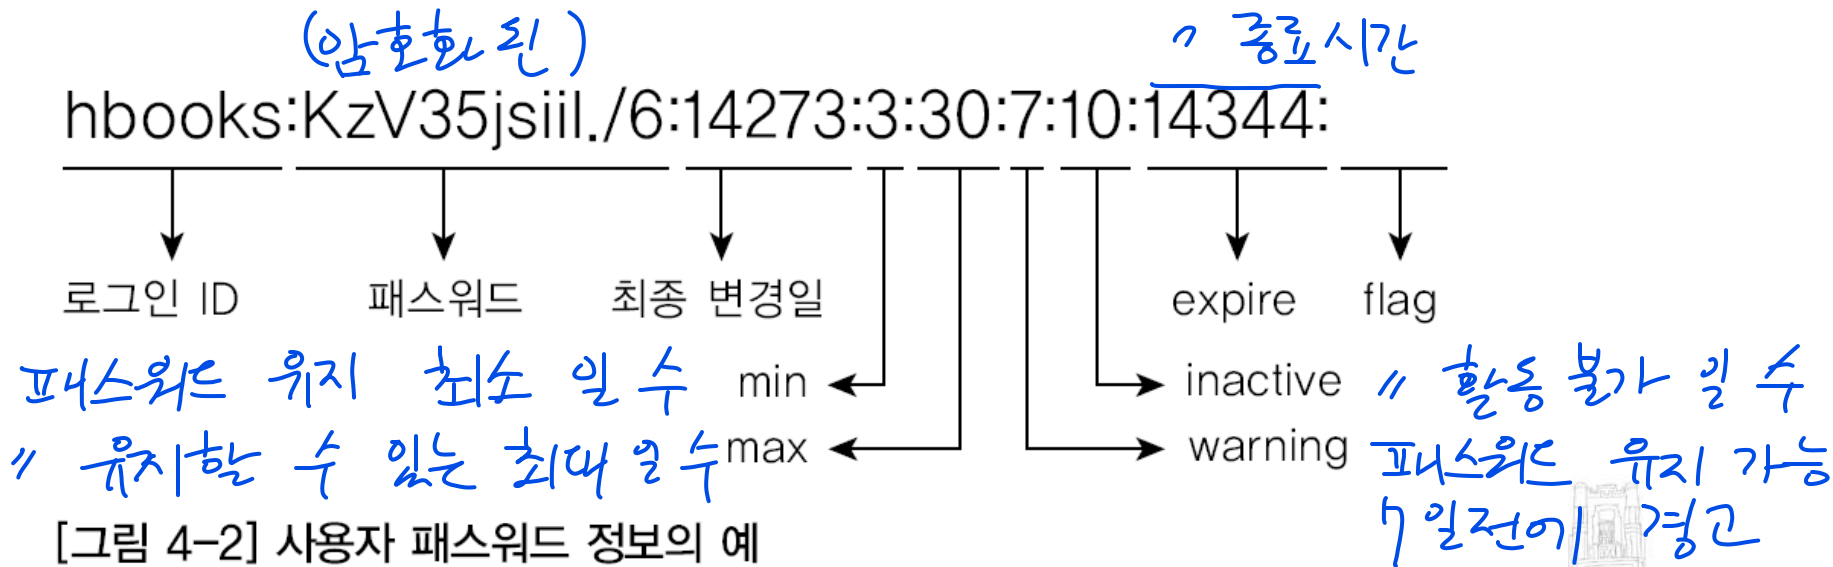 (암호화 된)
〃 종료시간
hbooks:KzV35jsiil./6:14273:3:30:7:10:14344:
로그인 ID 패스워드 최종 변경일 expire flag
패스워드 유지 최소 일 수 min
inactive 〃 활동 불가 일 수
〃 유지할 수 있는 최대 일 수 max
warning 패스워드 유지 가능
7일전에 경고
[그림 4-2] 사용자 패스워드 정보의 예